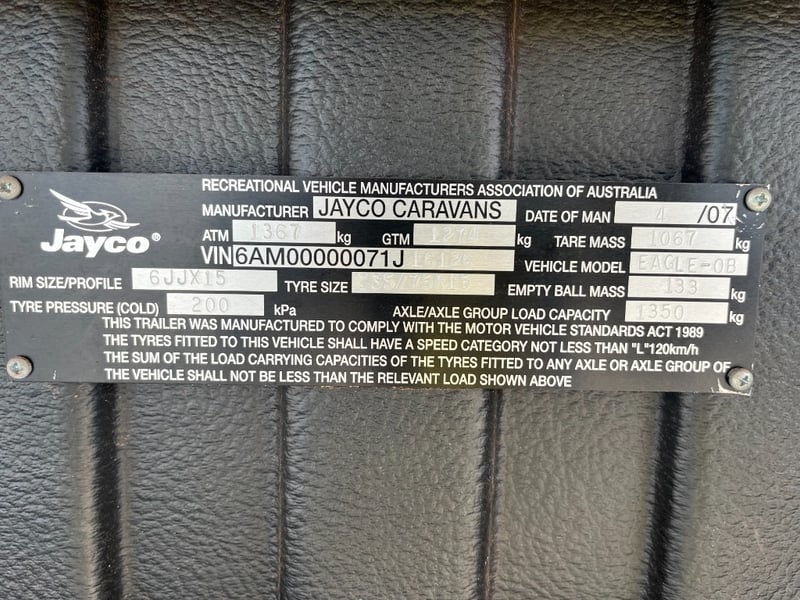 RECREATIONAL VEHICLE MANUFACTURERS ASSOCIATION OF AUSTRALIA
Jayco®
MANUFACTURER JAYCO CARAVANS DATE OF MAN 4 /07
ATM 1367 kg GTM kg TARE MASS 1067 kg
VIN 6AM00000071J VEHICLE MODEL EAGLE-OB
RIM SIZE/PROFILE 6JJX15 TYRE SIZE EMPTY BALL MASS 133 kg
TYRE PRESSURE (COLD) 200 kPa AXLE/AXLE GROUP LOAD CAPACITY 1350 kg
THIS TRAILER WAS MANUFACTURED TO COMPLY WITH THE MOTOR VEHICLE STANDARDS ACT 1989
THE TYRES FITTED TO THIS VEHICLE SHALL HAVE A SPEED CATEGORY NOT LESS THAN "L"120km/h
THE SUM OF THE LOAD CARRYING CAPACITIES OF THE TYRES FITTED TO ANY AXLE OR AXLE GROUP OF
THE VEHICLE SHALL NOT BE LESS THAN THE RELEVANT LOAD SHOWN ABOVE